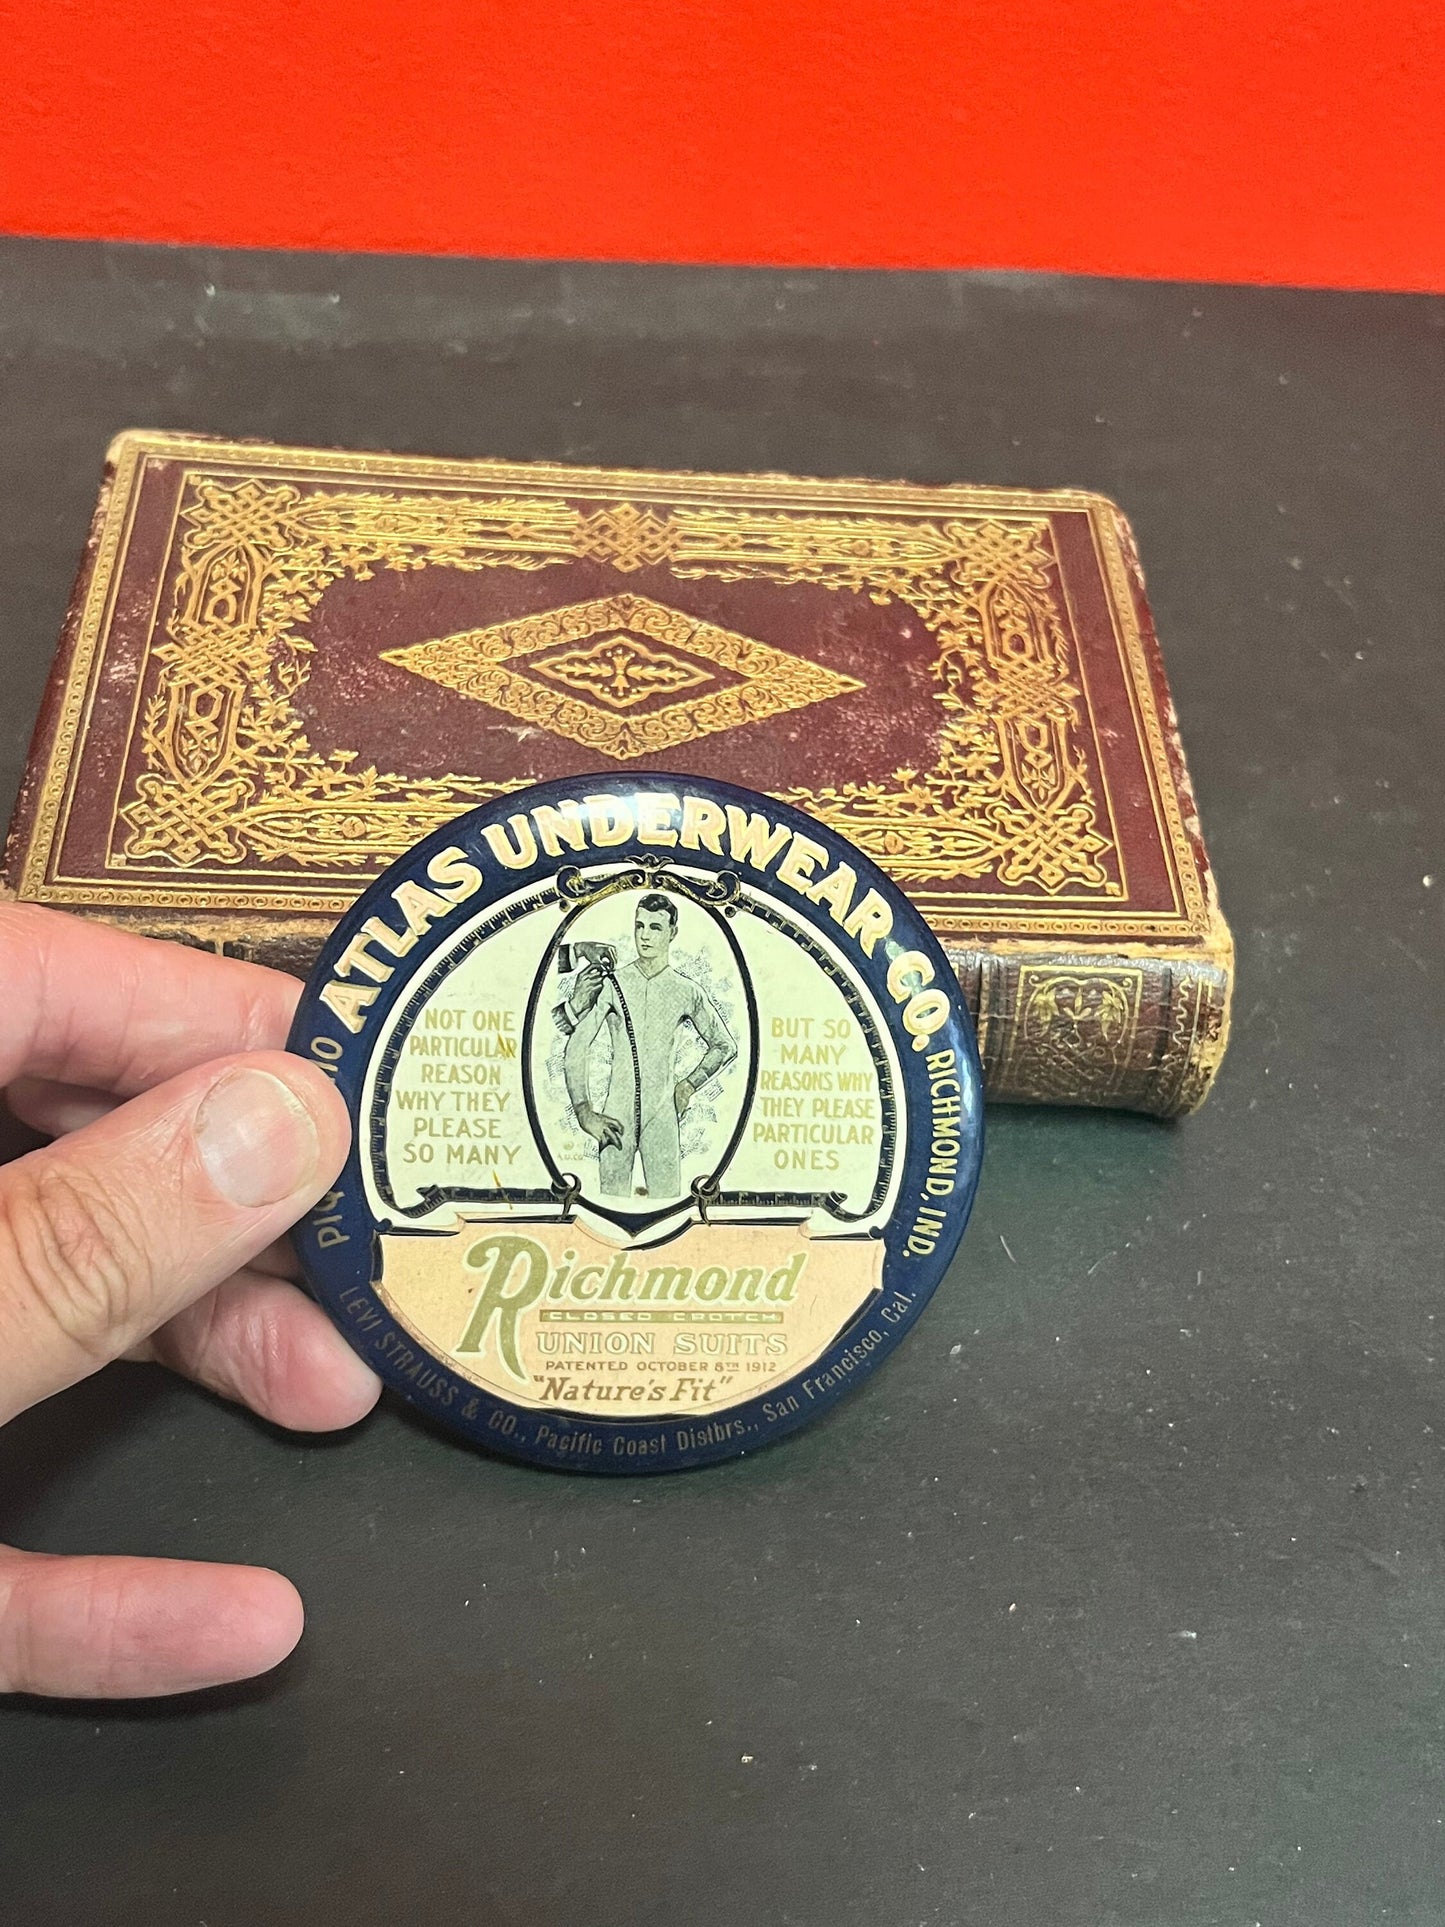 ATLAS UNDERWEAR CO.
RICHMOND, IND.
NOT ONE
PARTICULAR
REASON
WHY THEY
PLEASE
SO MANY
BUT SO
MANY
REASONS WHY
THEY PLEASE
PARTICULAR
ONES
A.U.CO.
Richmond
CLOSED CROTCH
UNION SUITS
PATENTED OCTOBER 8TH 1912
"Nature's Fit"
LEVI STRAUSS & CO., Pacific Coast Distbrs., San Francisco, Cal.